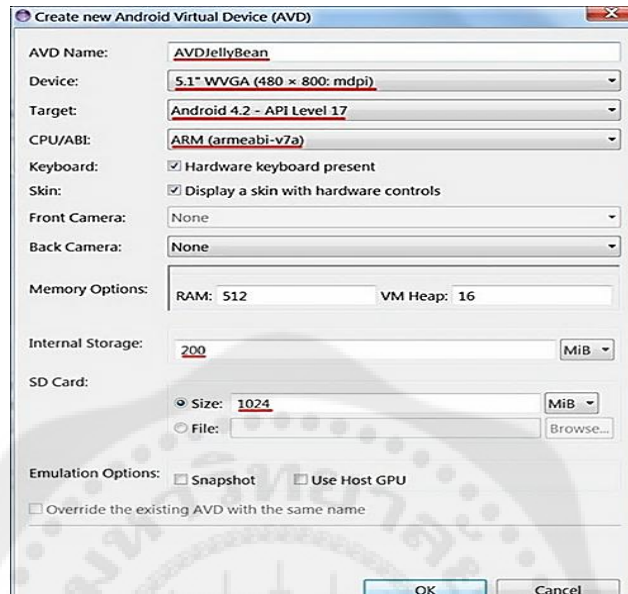 Create new Android Virtual Device (AVD)
AVD Name: AVDJellyBean
Device: 5.1" WVGA (480 × 800: mdpi)
Target: Android 4.2 - API Level 17
CPU/ABI: ARM (armeabi-v7a)
Keyboard: Hardware keyboard present
Skin: Display a skin with hardware controls
Front Camera: None
Back Camera: None
Memory Options: RAM: 512 VM Heap: 16
Internal Storage: 200 MiB
SD Card:
Size: 1024 MiB
File: Browse...
Emulation Options: Snapshot Use Host GPU
Override the existing AVD with the same name
OK Cancel